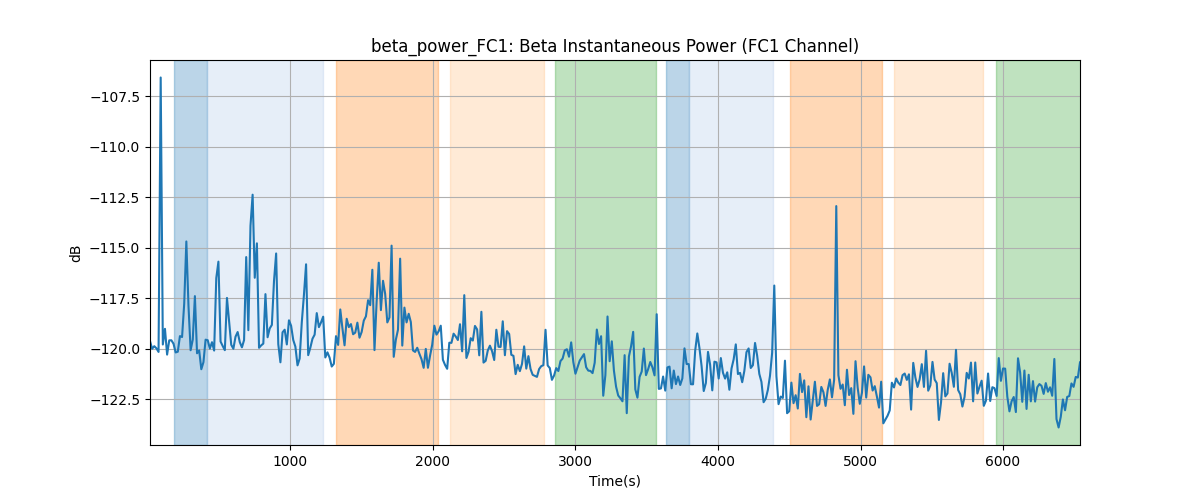 beta_power_FC1: Beta Instantaneous Power (FC1 Channel)
dB
−107.5
−110.0
−112.5
−115.0
−117.5
−120.0
−122.5
1000 2000 3000 4000 5000 6000
Time(s)